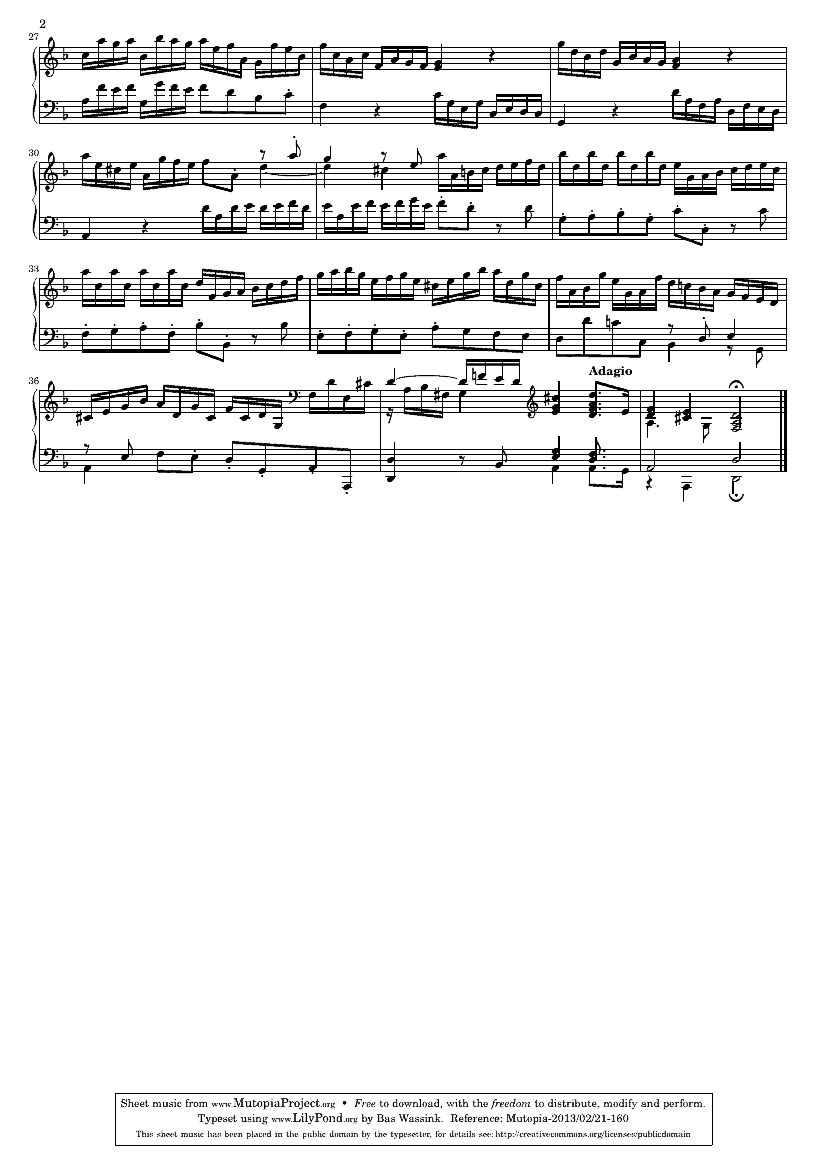 2
27
30
33
36
Adagio
Sheet music from www.MutopiaProject.org • Free to download, with the freedom to distribute, modify and perform.
Typeset using www.LilyPond.org by Bas Wassink. Reference: Mutopia-2013/02/21-160
This sheet music has been placed in the public domain by the typesetter, for details see: http://creativecommons.org/licenses/publicdomain